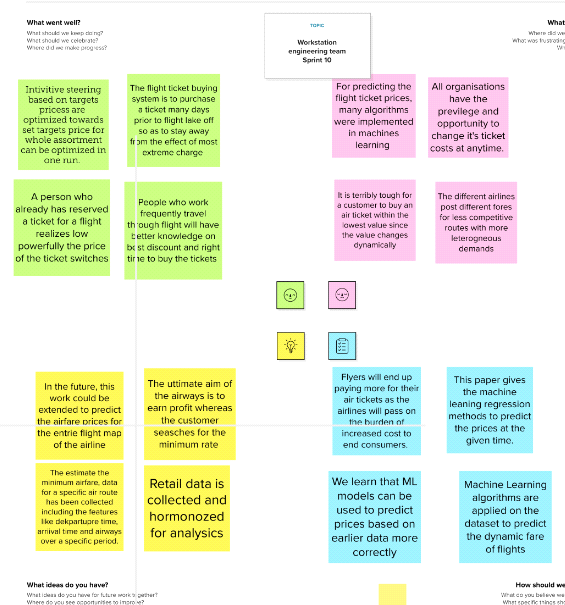 What went well?
What should we keep doing?
What should we celebrate?
Where did we make progress?
TOPIC
Workstation
engineering team
Sprint 10
What
Where did we
What was frustrating
Wh
Intivitive steering
based on targets
pricess are
optimized towards
set targets price for
whole assortment
can be optimized in
one run.
The flight ticket buying
system is to purchase
a ticket many days
prior to flight lake off
so as to stay away
from the effect of most
extreme charge
For predicting the
flight ticket prices,
many algorithms
were implemented
in machines
learning
All organisations
have the
previlege and
opportunity to
change it's ticket
costs at anytime.
A person who
already has reserved
a ticket for a flight
realizes low
powerfully the price
of the ticket switches
People who work
frequently travel
through flight will have
better knowledge on
best discount and right
time to buy the tickets
It is terribly tough for
a customer to buy an
air ticket within the
lowest value since
the value changes
dynamically
The different airlines
post different fores
for less competitive
routes with more
leterogneous
demands
In the future, this
work could be
extended to predict
the airfare prices for
the entrie flight map
of the airline
The uttimate aim of
the airways is to
earn profit whereas
the customer
seasches for the
minimum rate
Flyers will end up
paying more for their
air tickets as the
airlines will pass on
the burden of
increased cost to
end consumers.
This paper gives
the machine
leaning regression
methods to predict
the prices at the
given time.
The estimate the
minimum airfare, data
for a specific air route
has been collected
including the features
like dekpartupre time,
arrival time and airways
over a specific period.
Retail data is
collected and
hormonozed
for analysics
We learn that ML
models can be
used to predict
prices based on
earlier data more
correctly
Machine Learning
algorithms are
applied on the
dataset to predict
the dynamic fare
of flights
What ideas do you have?
What ideas do you have for future work together?
Where do you see opportunities to improve?
How should we
What do you believe we
What specific things sho